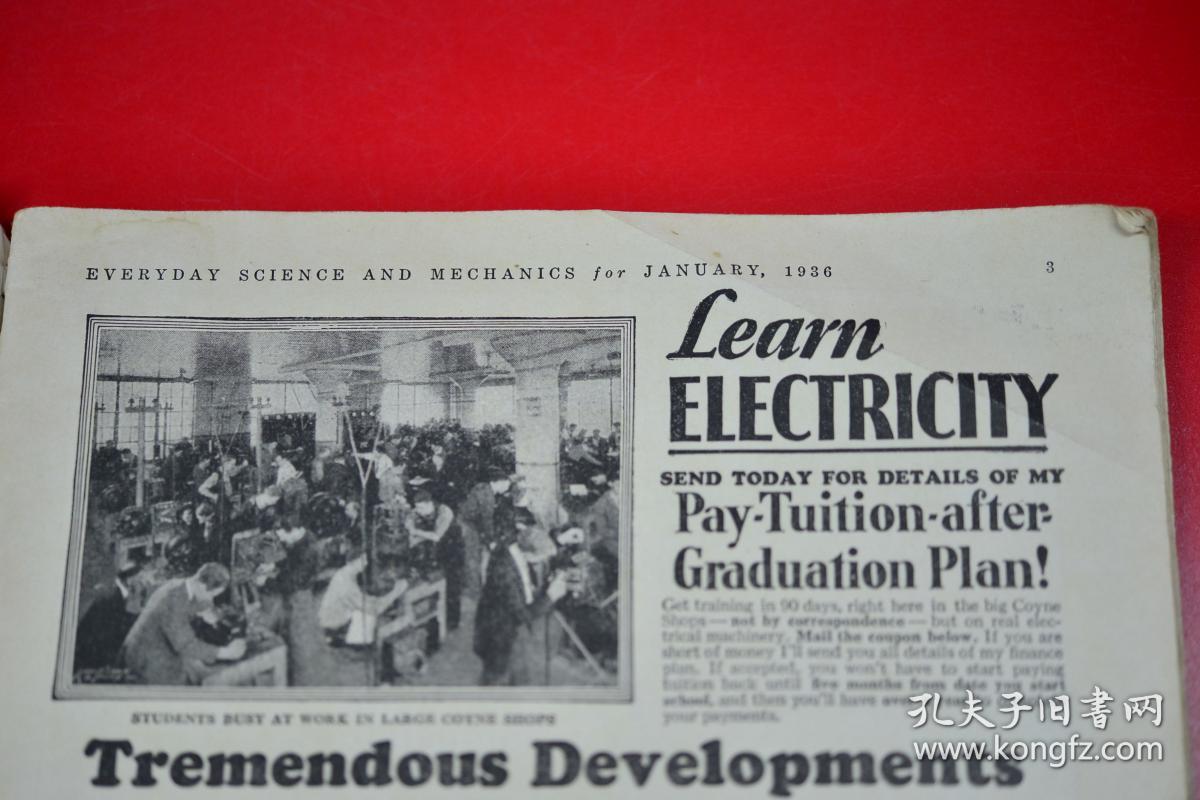 EVERYDAY SCIENCE AND MECHANICS for JANUARY, 1936 3
Learn
ELECTRICITY
SEND TODAY FOR DETAILS OF MY
Pay-Tuition-after-
Graduation Plan!
Get training in 90 days, right here in the big Coyne
Shops—not by correspondence—but on real elec-
trical machinery. Mail the coupon below. If you are
short of money I'll send you all details of my finance
plan. If accepted, you won't have to start paying
tuition back until five months from date you start
school, and then you'll have over
your payments.
STUDENTS BUSY AT WORK IN LARGE COYNE SHOPS
Tremendous Developments
孔夫子旧书网
www.kongfz.com